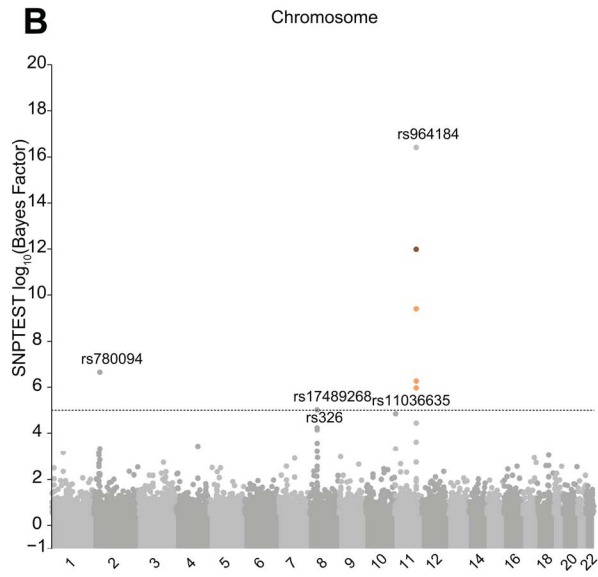 B
Chromosome
SNPTEST log10(Bayes Factor)
20
18
16
14
12
10
8
6
4
2
0
−1
rs964184
rs780094
rs17489268
rs11036635
rs326
1 2 3 4 5 6 7 8 9 10 11 12 14 16 18 20 22